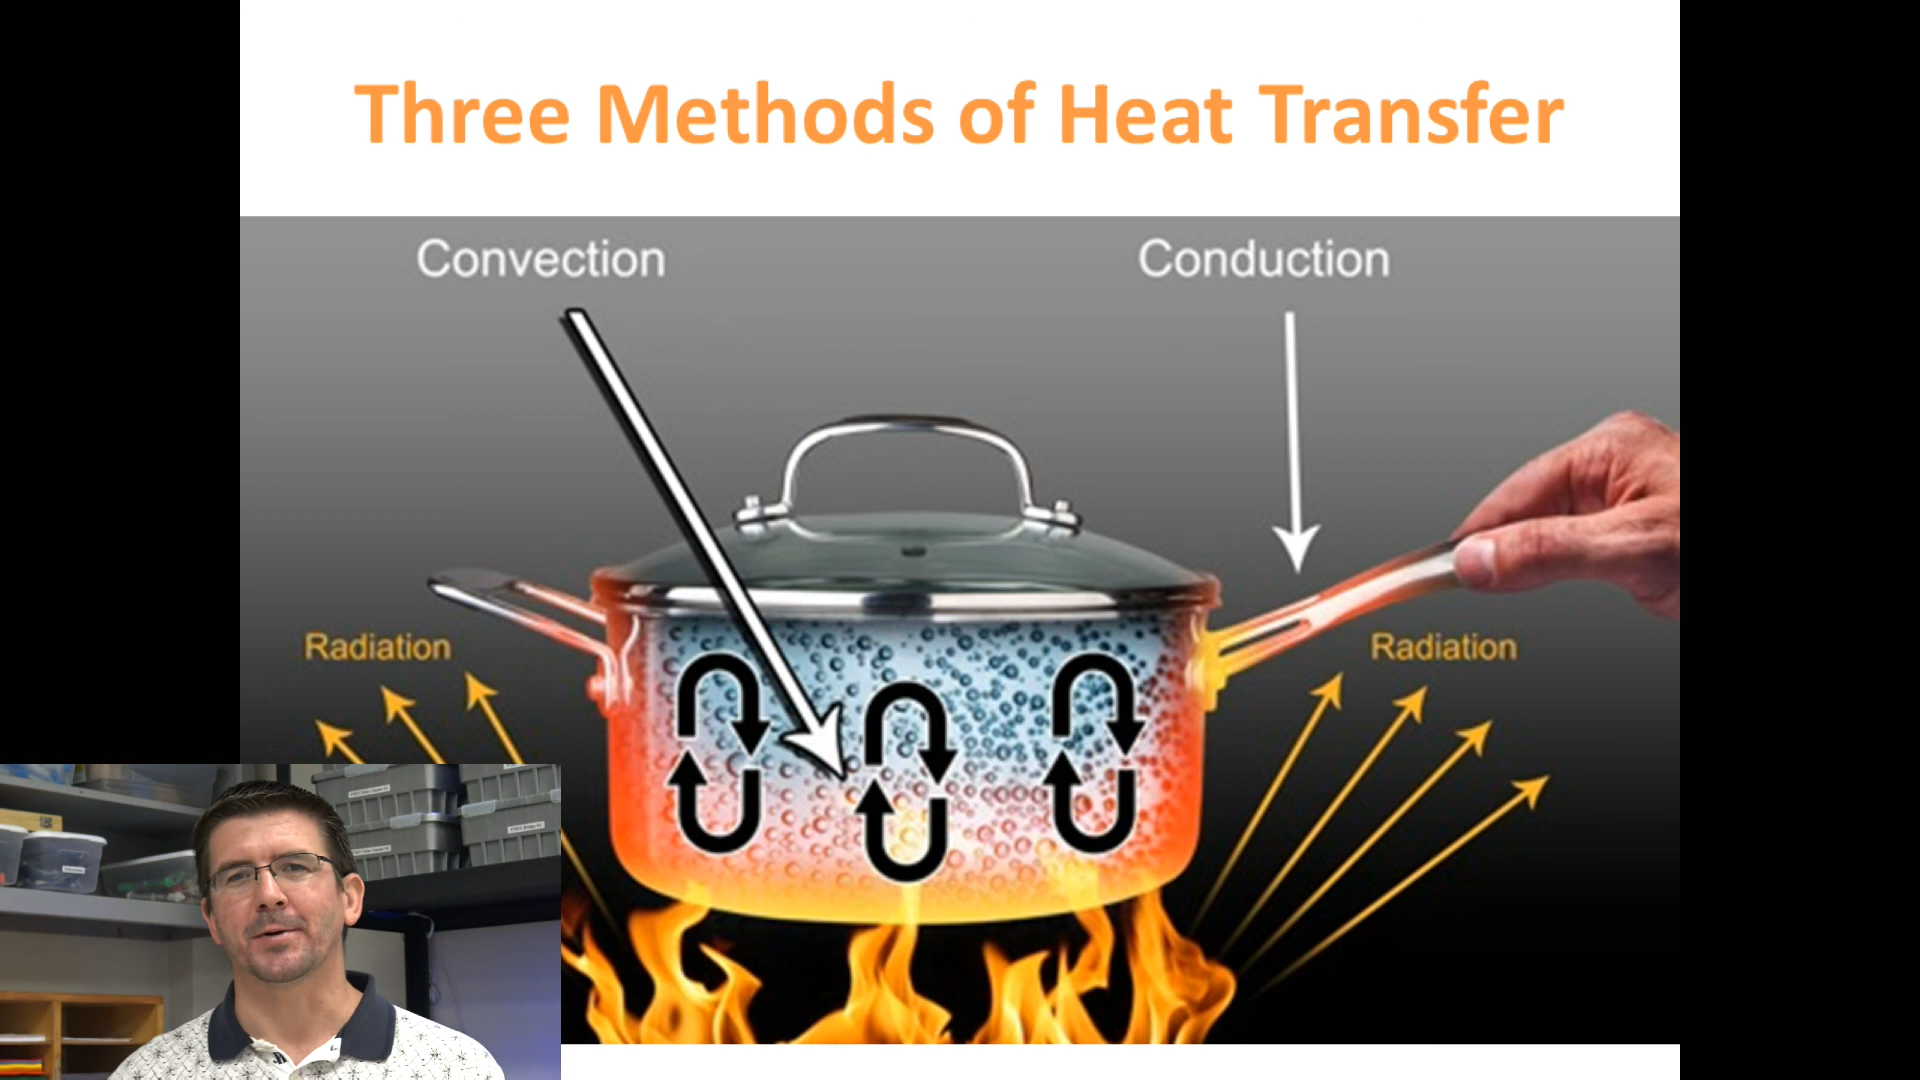 Three Methods of Heat Transfer
Convection
Conduction
Radiation
Radiation